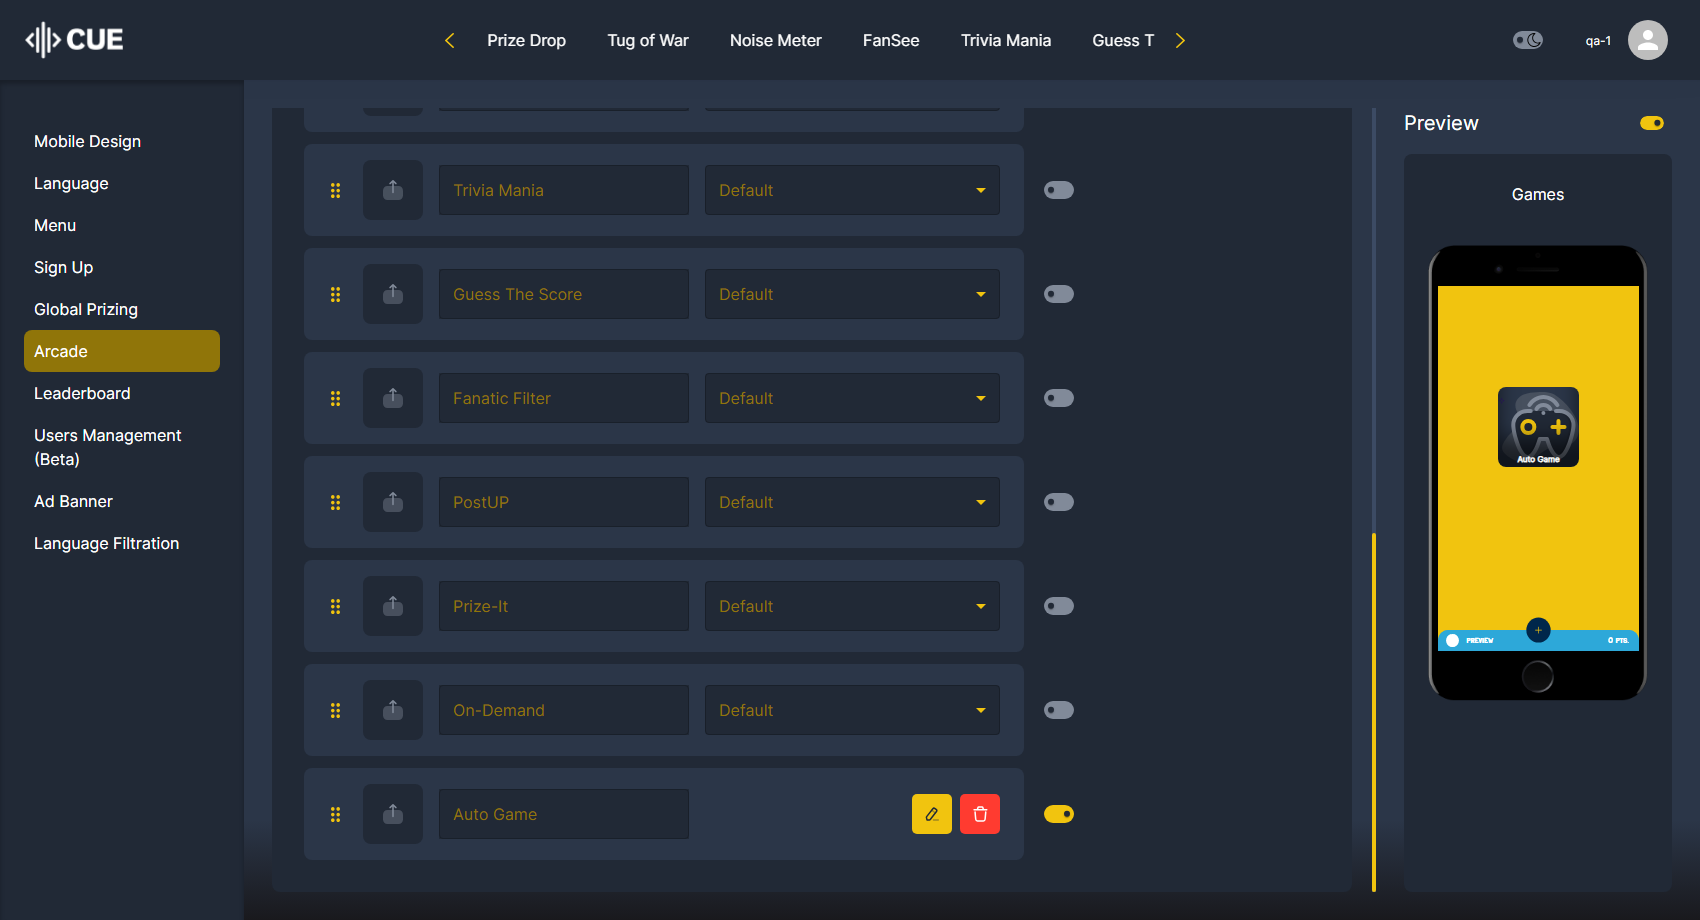 CUE
Prize Drop
Tug of War
Noise Meter
FanSee
Trivia Mania
Guess T
qa-1
Mobile Design
Language
Menu
Sign Up
Global Prizing
Arcade
Leaderboard
Users Management
(Beta)
Ad Banner
Language Filtration
Trivia Mania
Default
Guess The Score
Default
Fanatic Filter
Default
PostUP
Default
Prize-It
Default
On-Demand
Default
Auto Game
Preview
Games
Auto Game
PREVIEW
0 PTS.